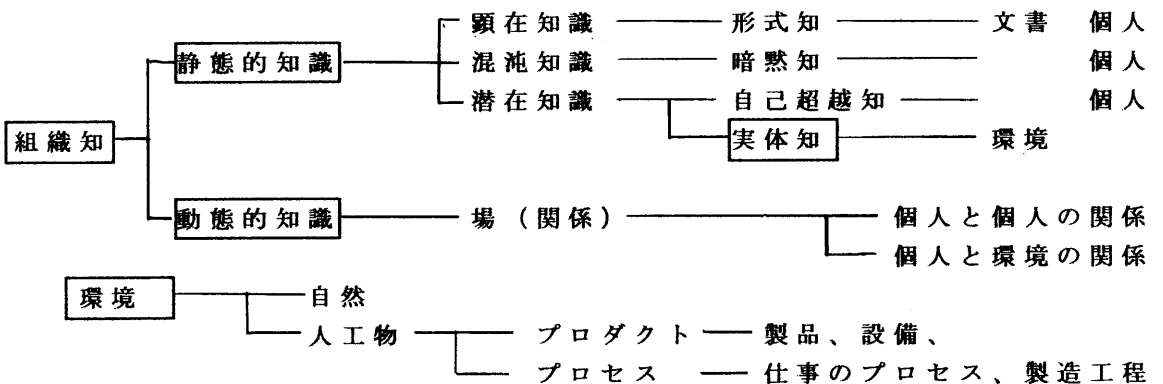 顕在知識 形式知 文書 個人
静態的知識 混沌知識 暗黙知 個人
潜在知識 自己超越知 個人
組織知 実体知 環境
動態的知識 場(関係) 個人と個人の関係
個人と環境の関係
環境 自然
人工物 プロダクト 製品、設備、
プロセス 仕事のプロセス、製造工程